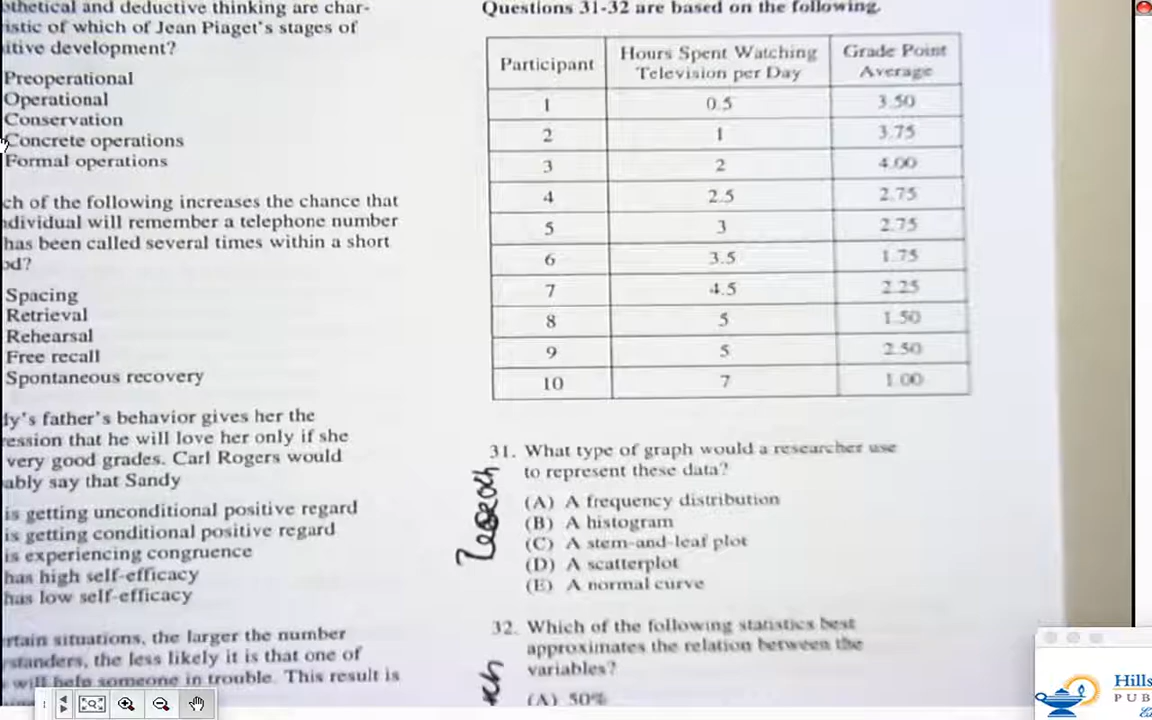 othetical and deductive thinking are char-
ristic of which of Jean Piaget's stages of
itive development?
Preoperational
Operational
Conservation
Concrete operations
Formal operations
ch of the following increases the chance that
dividual will remember a telephone number
has been called several times within a short
od?
Spacing
Retrieval
Rehearsal
Free recall
Spontaneous recovery
dy's father's behavior gives her the
ression that he will love her only if she
very good grades. Carl Rogers would
ably say that Sandy
is getting unconditional positive regard
is getting conditional positive regard
is experiencing congruence
has high self-efficacy
has low self-efficacy
ertain situations, the larger the number
ystanders, the less likely it is that one of
will help someone in trouble. This result is
Questions 31-32 are based on the following.
Participant Hours Spent Watching Television per Day Grade Point Average
1 0.5 3.50
2 1 3.75
3 2 4.00
4 2.5 2.75
5 3 2.75
6 3.5 1.75
7 4.5 2.25
8 5 1.50
9 5 2.50
10 7 1.00
31. What type of graph would a researcher use
to represent these data?
(A) A frequency distribution
(B) A histogram
(C) A stem-and-leaf plot
(D) A scatterplot
(E) A normal curve
32. Which of the following statistics best
approximates the relation between the
variables?
(A) 50%
Hills
PUB